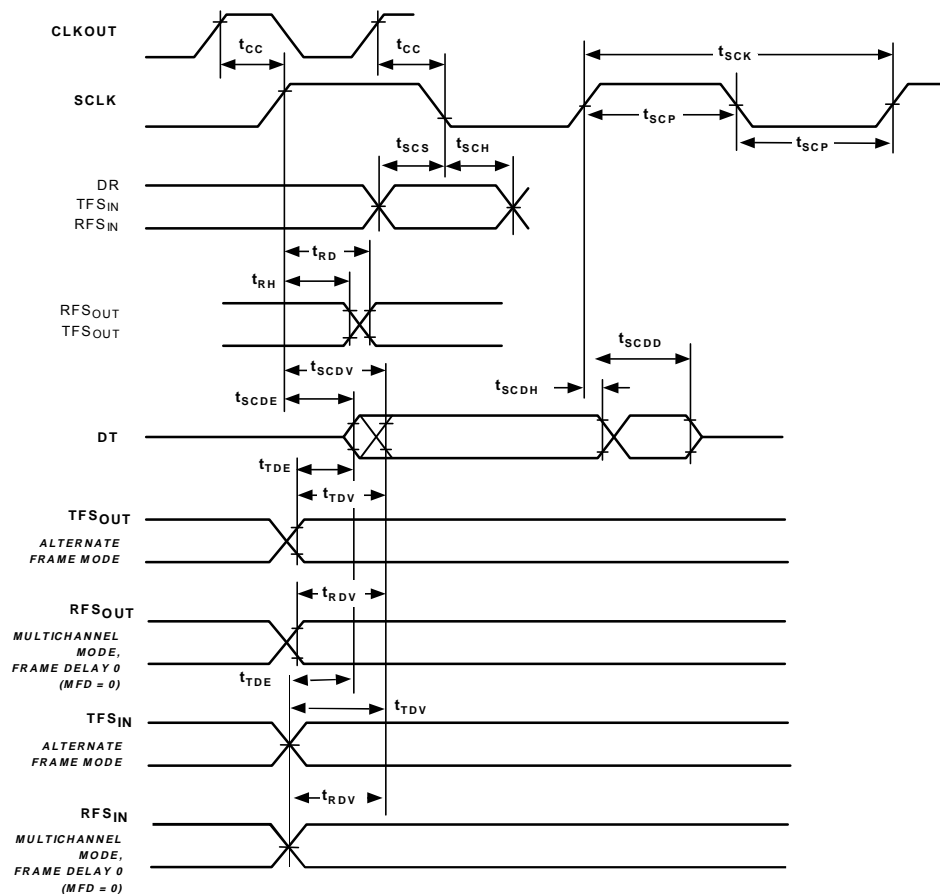 CLKOUT
tCC
tCC
tSCK
SCLK
tSCP
tSCP
tSCS
tSCH
DR
TFSIN
RFSIN
tRD
tRH
RFSOUT
TFSOUT
tSCDD
tSCDV
tSCDH
tSCDE
DT
tTDE
tTDV
TFSOUT
ALTERNATE
FRAME MODE
tRDV
RFSOUT
MULTICHANNEL
MODE,
FRAME DELAY 0
(MFD = 0)
tTDE
tTDV
TFSIN
ALTERNATE
FRAME MODE
tRDV
RFSIN
MULTICHANNEL
MODE,
FRAME DELAY 0
(MFD = 0)